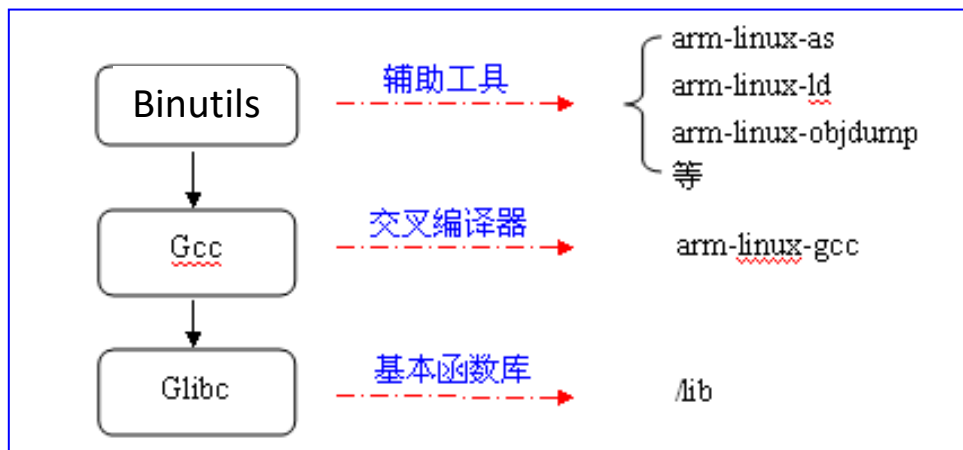 Binutils
辅助工具
arm-linux-as
arm-linux-ld
arm-linux-objdump
等
Gcc
交叉编译器
arm-linux-gcc
Glibc
基本函数库
/lib